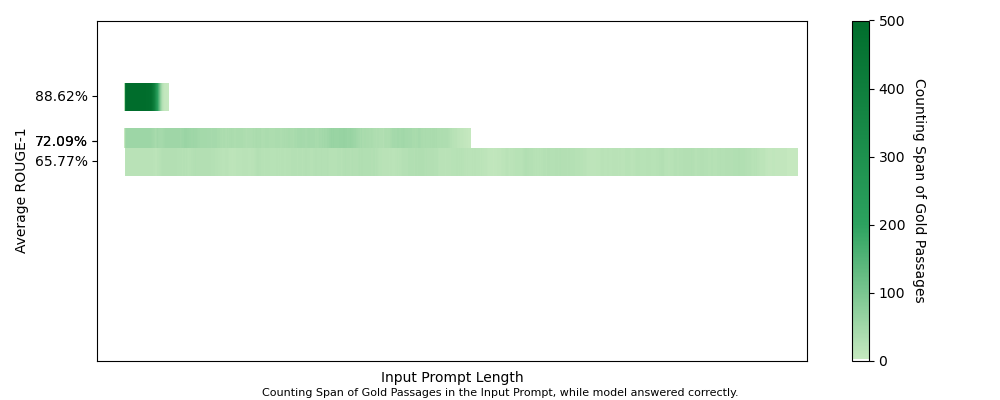 88.62%
72.09%
65.77%
Average ROUGE-1
Input Prompt Length
Counting Span of Gold Passages in the Input Prompt, while model answered correctly.
500
400
300
200
100
0
Counting Span of Gold Passages